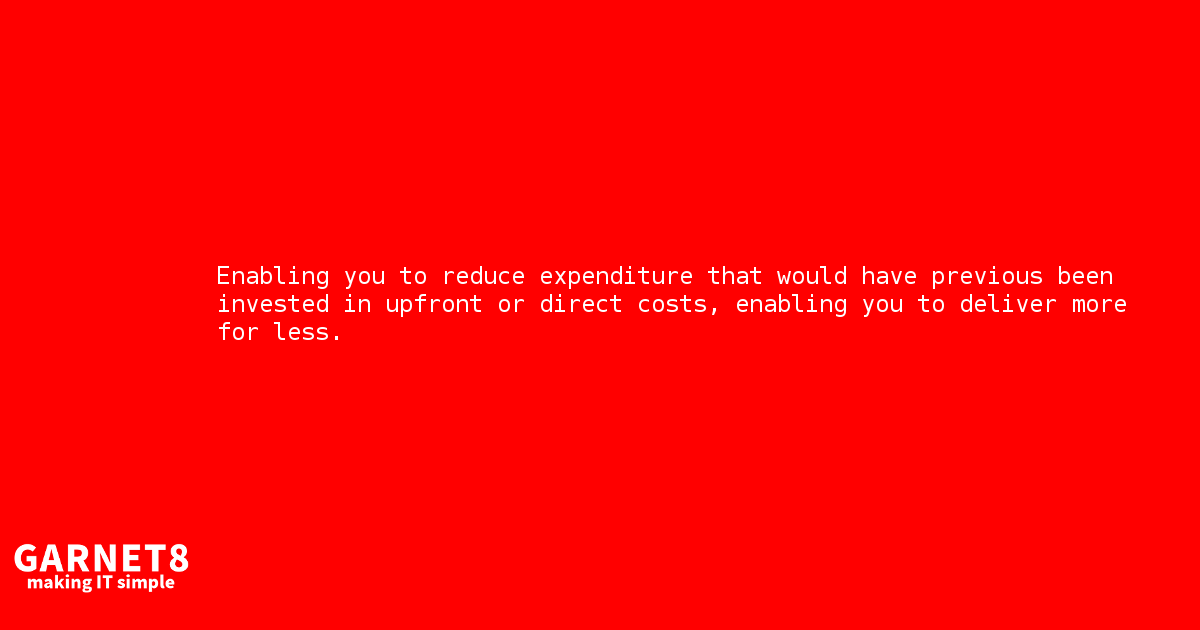 Enabling you to reduce expenditure that would have previous been
invested in upfront or direct costs, enabling you to deliver more
for less.
GARNET8
making IT simple